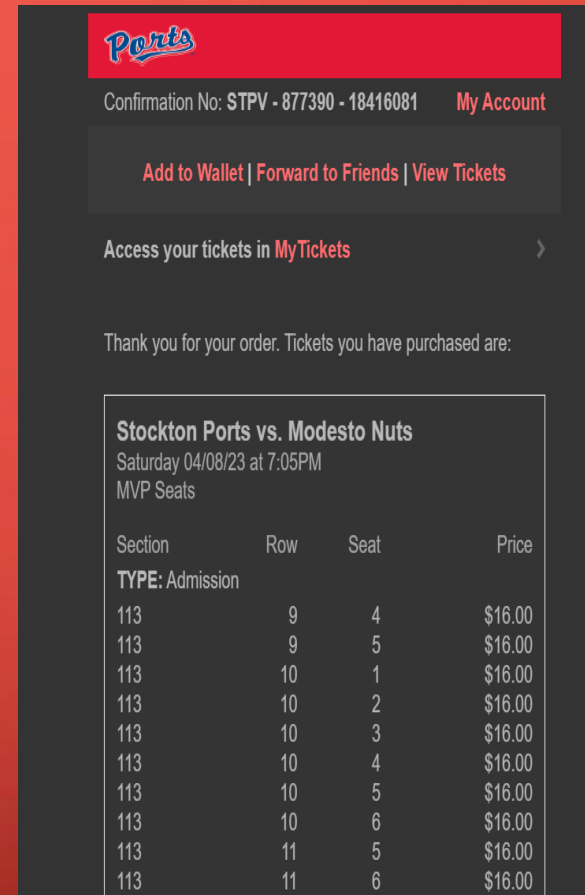 Ports
Confirmation No: STPV - 877390 - 18416081 My Account
Add to Wallet | Forward to Friends | View Tickets
Access your tickets in MyTickets
Thank you for your order. Tickets you have purchased are:
Stockton Ports vs. Modesto Nuts
Saturday 04/08/23 at 7:05PM
MVP Seats
Section Row Seat Price
TYPE: Admission
113 9 4 $16.00
113 9 5 $16.00
113 10 1 $16.00
113 10 2 $16.00
113 10 3 $16.00
113 10 4 $16.00
113 10 5 $16.00
113 10 6 $16.00
113 11 5 $16.00
113 11 6 $16.00